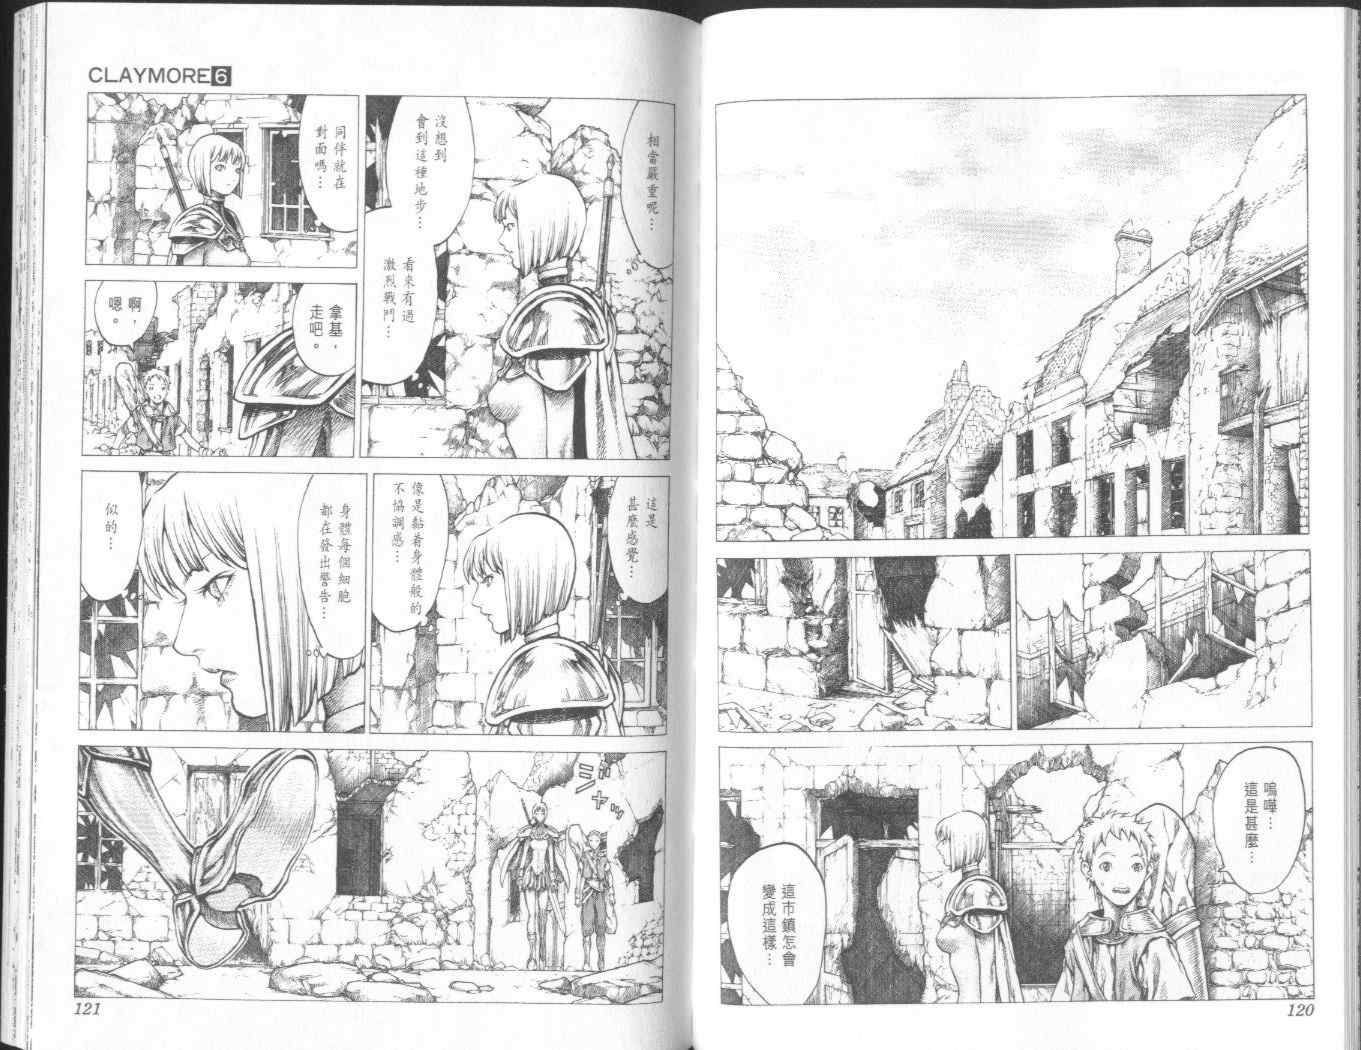 嗚嘩…
這是甚麼…
這市鎮怎會
變成這樣…
120
CLAYMORE6
相當嚴重呢…
沒想到
會到這種地步…
看來有過
激烈戰鬥…
同伴就在
對面嗎…
拿基，
走吧。
啊，
嗯。
這是
甚麼感覺…
像是黏着身體般的
不協調感…
身體每個細胞
都在發出警告…
似的…
ジャッ
121